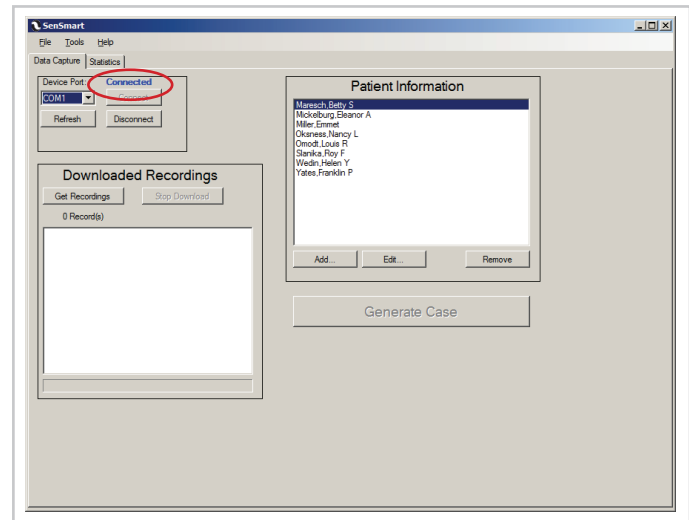 SenSmart
File Tools Help
Data Capture Statistics
Device Port: Connected
COM1 Connect
Refresh Disconnect
Downloaded Recordings
Get Recordings Stop Download
0 Record(s)
Patient Information
Maresch,Betty S
Mickelburg,Eleanor A
Miller,Emmet
Oksness,Nancy L
Omodt,Louis R
Slanika,Roy F
Wedin,Helen Y
Yates,Franklin P
Add... Edit... Remove
Generate Case